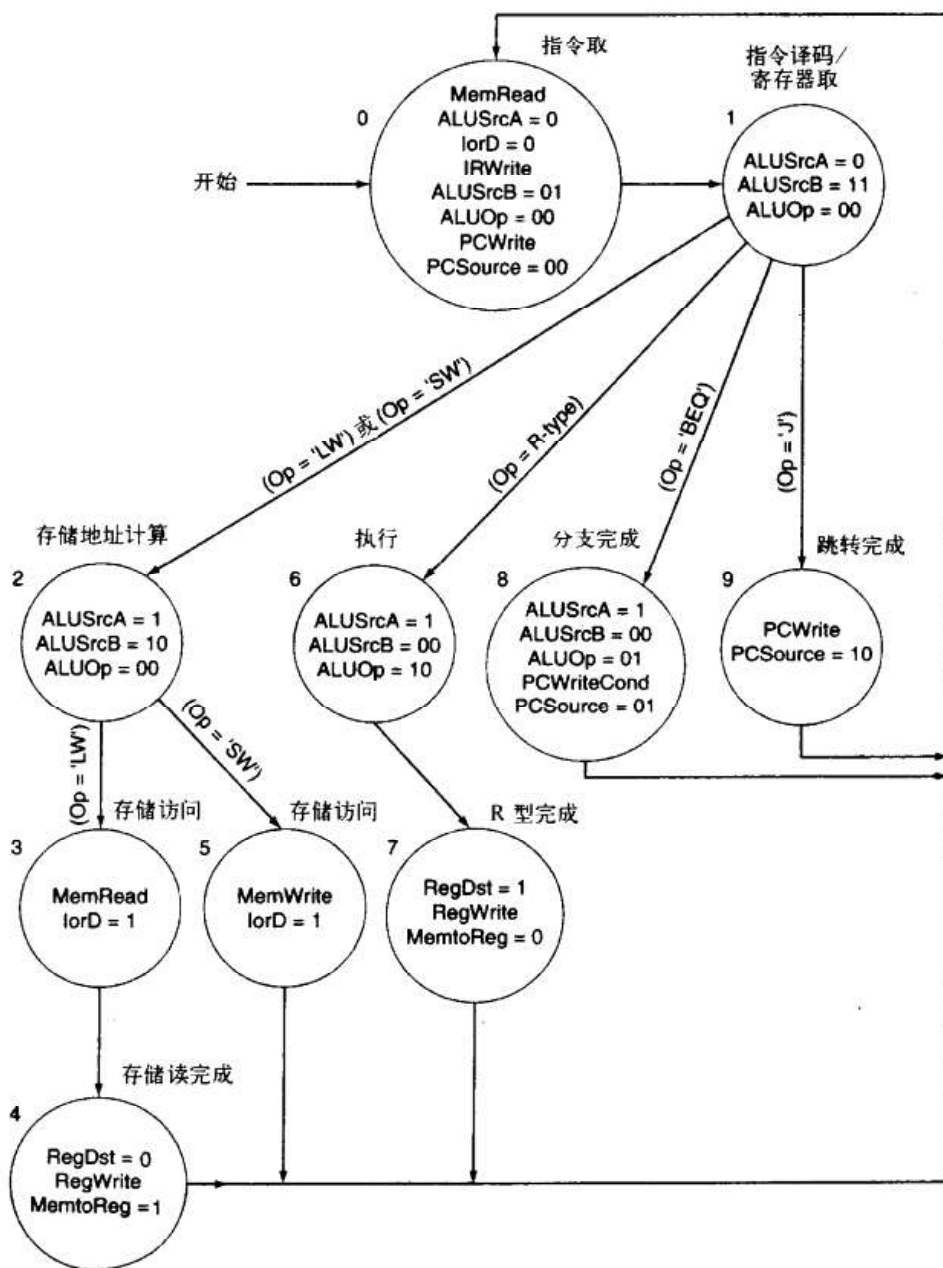 指令取
指令译码/
寄存器取
0
MemRead
ALUSrcA = 0
IorD = 0
IRWrite
ALUSrcB = 01
ALUOp = 00
PCWrite
PCSource = 00
1
ALUSrcA = 0
ALUSrcB = 11
ALUOp = 00
开始
(Op = 'LW') 或 (Op = 'SW')
(Op = R-type)
(Op = 'BEQ')
(Op = 'J')
存储地址计算
2
ALUSrcA = 1
ALUSrcB = 10
ALUOp = 00
执行
6
ALUSrcA = 1
ALUSrcB = 00
ALUOp = 10
分支完成
8
ALUSrcA = 1
ALUSrcB = 00
ALUOp = 01
PCWriteCond
PCSource = 01
跳转完成
9
PCWrite
PCSource = 10
(Op = 'LW')
(Op = 'SW')
存储访问
3
MemRead
IorD = 1
存储访问
5
MemWrite
IorD = 1
R 型完成
7
RegDst = 1
RegWrite
MemtoReg = 0
存储读完成
4
RegDst = 0
RegWrite
MemtoReg =1